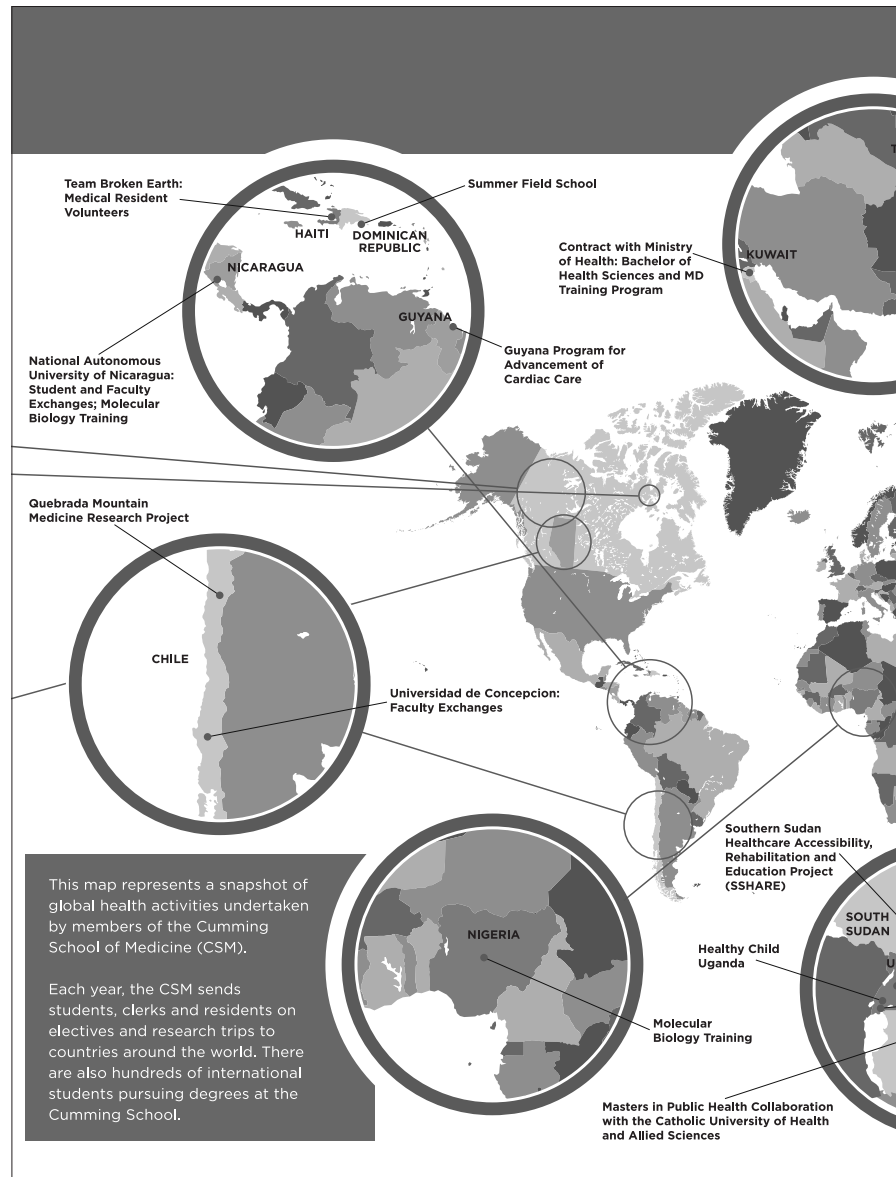 Team Broken Earth:
Medical Resident
Volunteers
Summer Field School
HAITI
DOMINICAN
REPUBLIC
NICARAGUA
GUYANA
National Autonomous
University of Nicaragua:
Student and Faculty
Exchanges; Molecular
Biology Training
Guyana Program for
Advancement of
Cardiac Care
Contract with Ministry
of Health: Bachelor of
Health Sciences and MD
Training Program
KUWAIT
T
Quebrada Mountain
Medicine Research Project
CHILE
Universidad de Concepcion:
Faculty Exchanges
This map represents a snapshot of
global health activities undertaken
by members of the Cumming
School of Medicine (CSM).
Each year, the CSM sends
students, clerks and residents on
electives and research trips to
countries around the world. There
are also hundreds of international
students pursuing degrees at the
Cumming School.
NIGERIA
Molecular
Biology Training
Southern Sudan
Healthcare Accessibility,
Rehabilitation and
Education Project
(SSHARE)
SOUTH
SUDAN
U
Healthy Child
Uganda
Masters in Public Health Collaboration
with the Catholic University of Health
and Allied Sciences